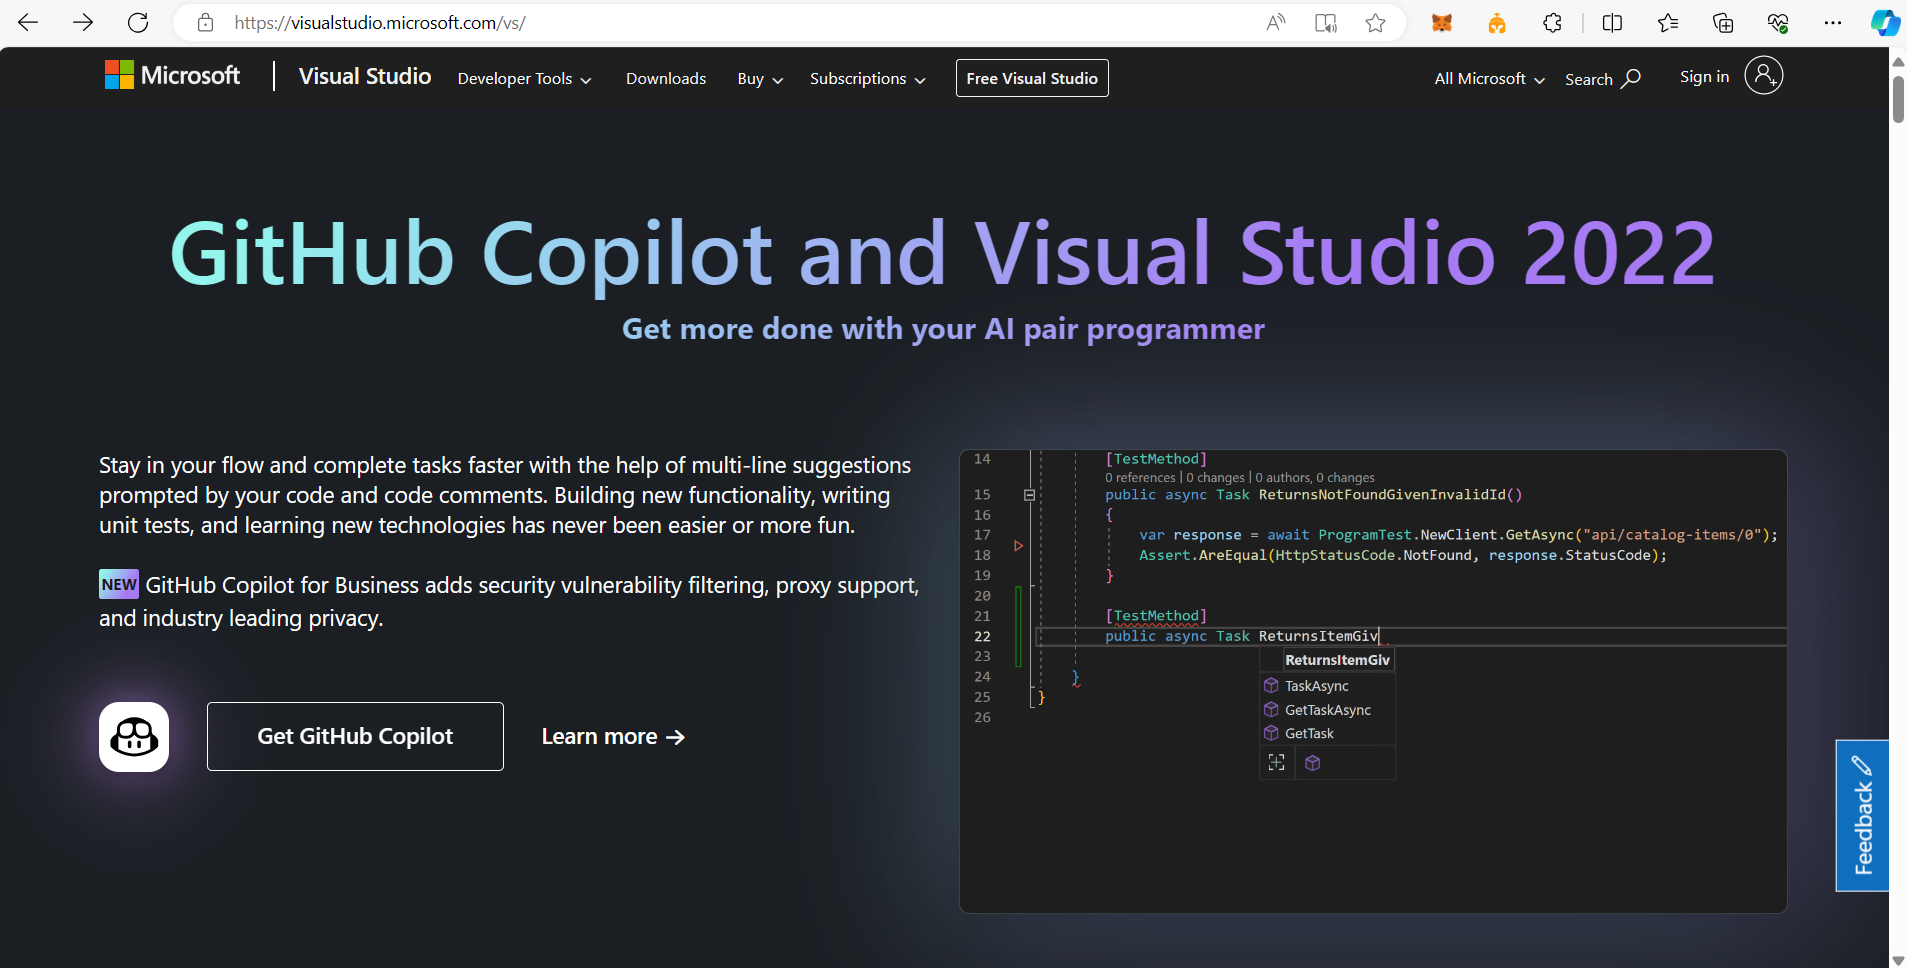 https://visualstudio.microsoft.com/vs/
Microsoft
Visual Studio
Developer Tools
Downloads
Buy
Subscriptions
Free Visual Studio
All Microsoft
Search
Sign in
GitHub Copilot and Visual Studio 2022
Get more done with your AI pair programmer
Stay in your flow and complete tasks faster with the help of multi-line suggestions
prompted by your code and code comments. Building new functionality, writing
unit tests, and learning new technologies has never been easier or more fun.
NEW GitHub Copilot for Business adds security vulnerability filtering, proxy support,
and industry leading privacy.
Get GitHub Copilot
Learn more →
14 [TestMethod]
0 references | 0 changes | 0 authors, 0 changes
15 public async Task ReturnsNotFoundGivenInvalidId()
16 {
17 var response = await ProgramTest.NewClient.GetAsync("api/catalog-items/0");
18 Assert.AreEqual(HttpStatusCode.NotFound, response.StatusCode);
19 }
20
21 [TestMethod]
22 public async Task ReturnsItemGiv
23
24 }
25 }
26
ReturnsItemGiv
TaskAsync
GetTaskAsync
GetTask
Feedback